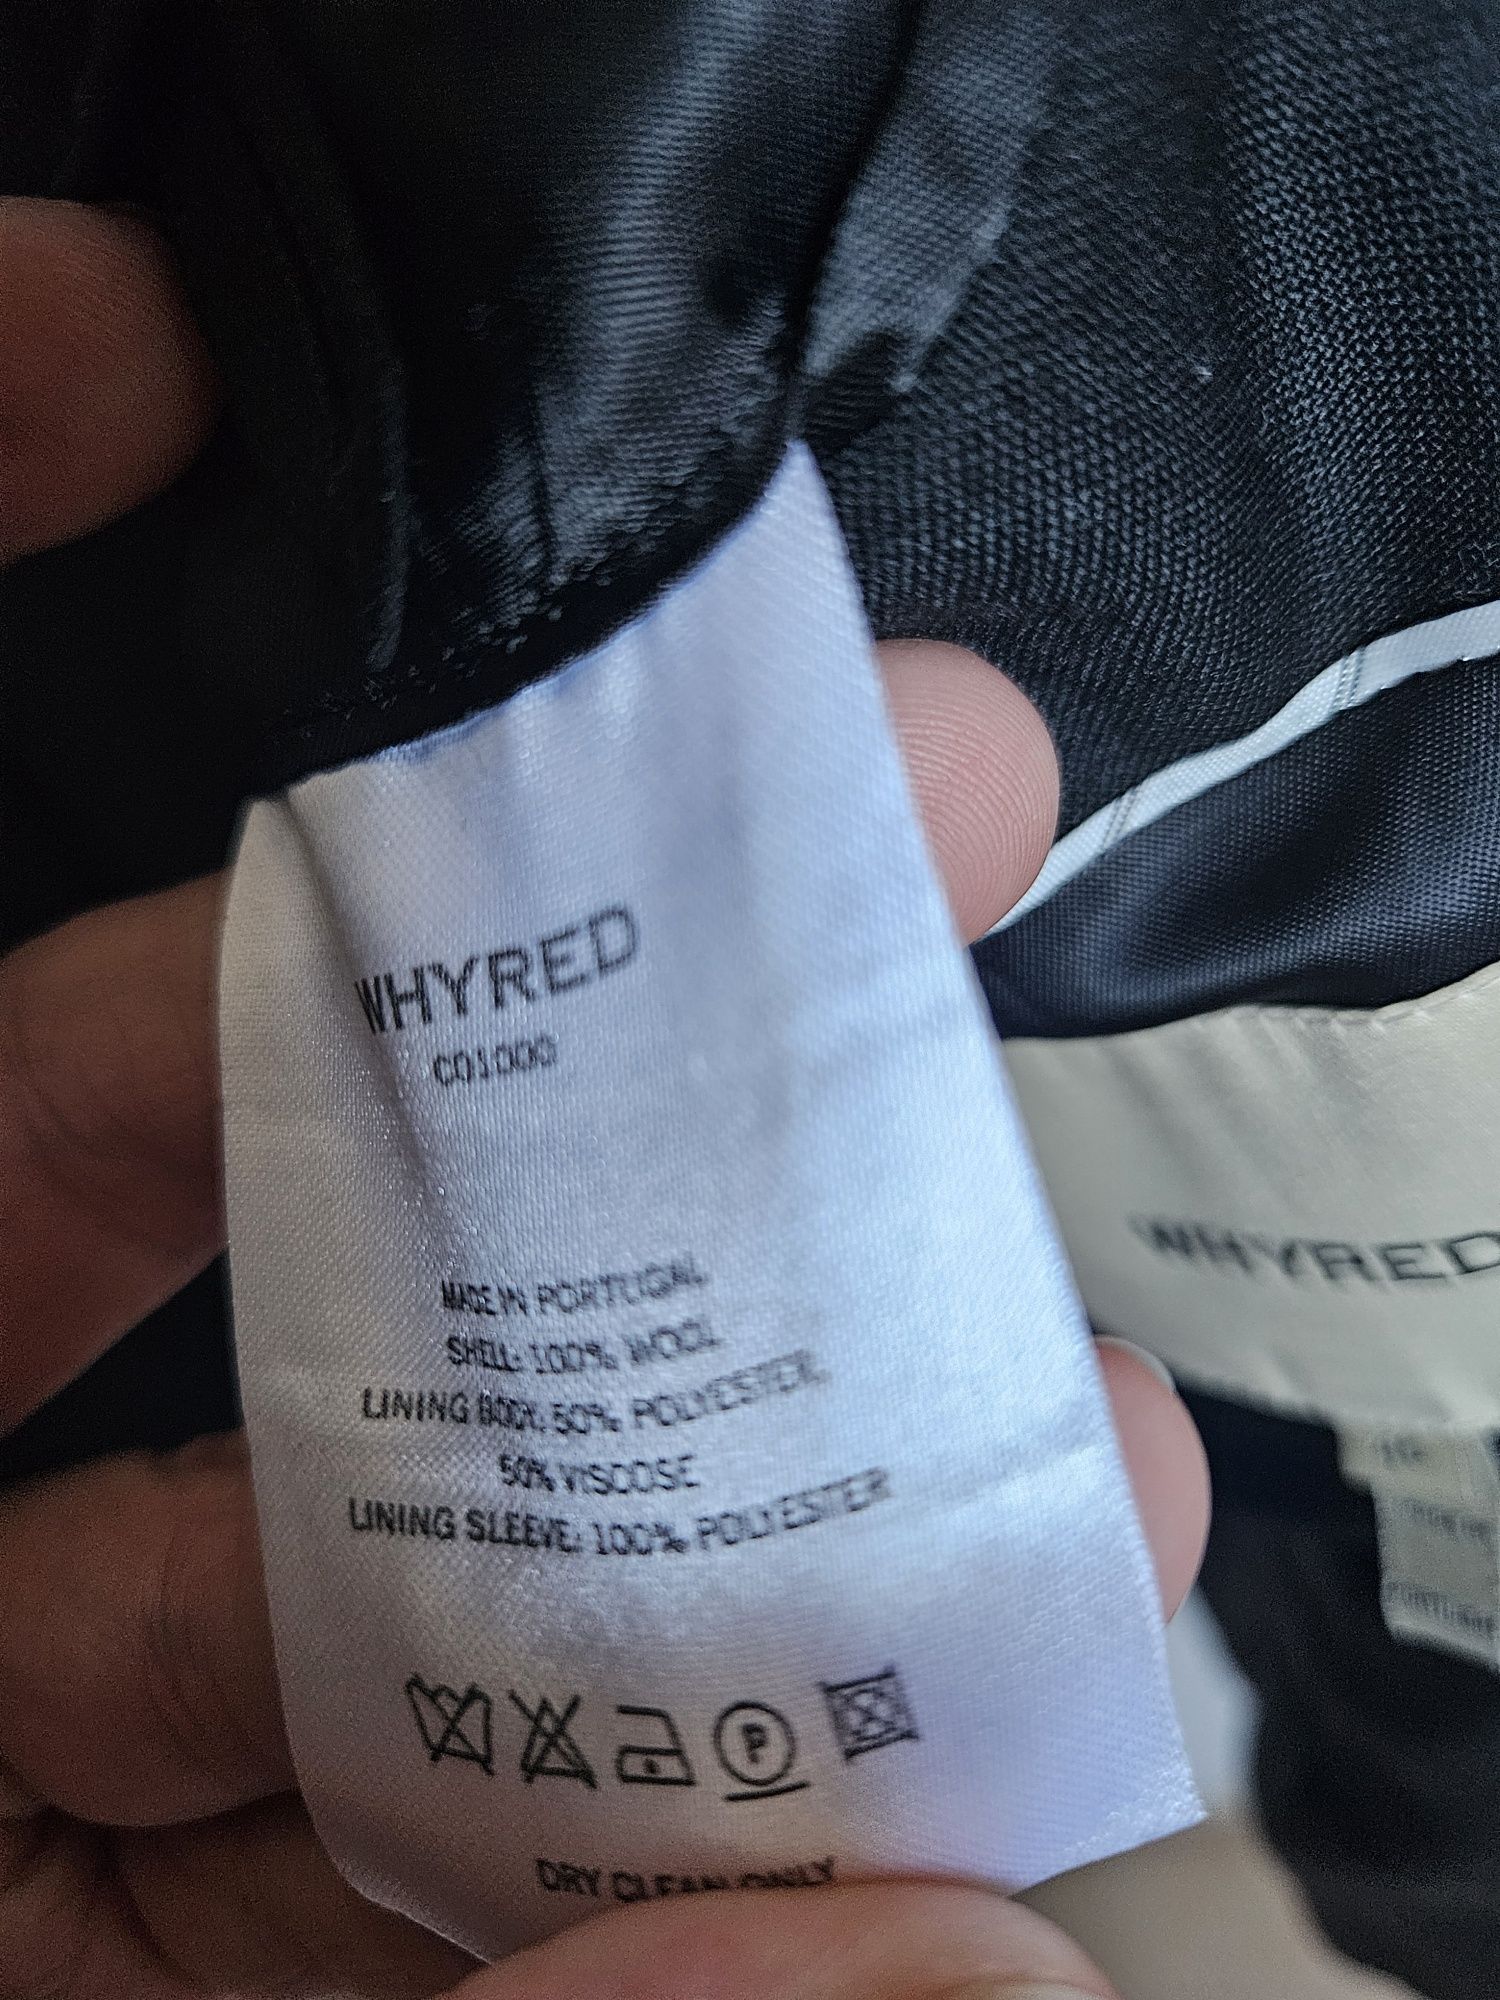 WHYRED
MADE IN PORTUGAL
SHELL: 100% WOOL
LINING BODY: 50% POLYESTER
50% VISCOSE
LINING SLEEVE: 100% POLYESTER
P
DRY CLEAN ONLY
WHYRED